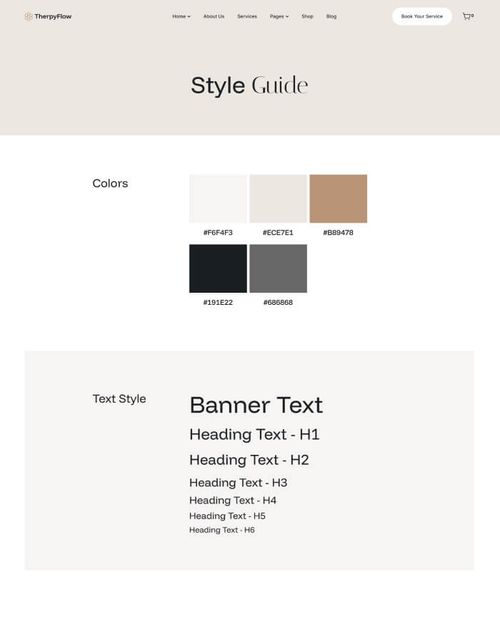 TherpyFlow
Home About Us Services Pages Shop Blog
Book Your Service
0
Style Guide
Colors
#F6F4F3 #ECE7E1 #B89478
#191E22 #686868
Text Style
Banner Text
Heading Text - H1
Heading Text - H2
Heading Text - H3
Heading Text - H4
Heading Text - H5
Heading Text - H6